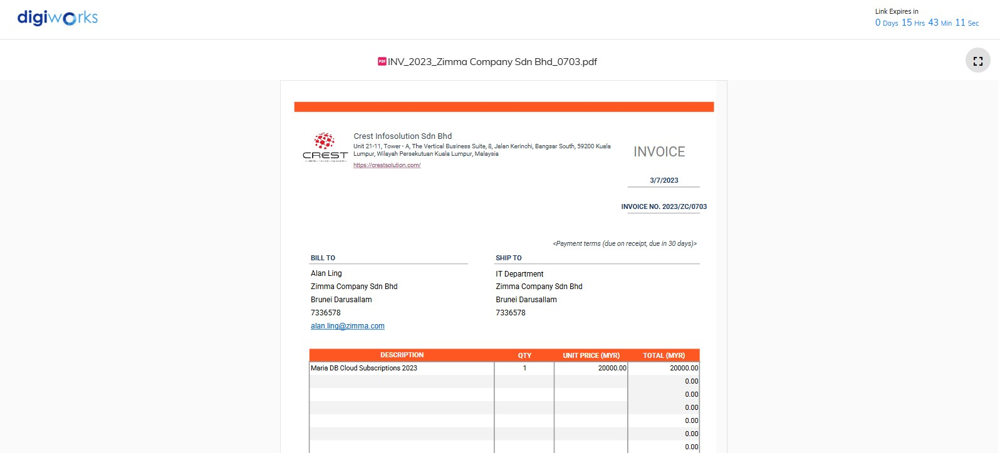 digiworks
Link Expires in
0 Days 15 Hrs 43 Min 11 Sec
PDF INV_2023_Zimma Company Sdn Bhd_0703.pdf
CREST
Crest Infosolution Sdn Bhd
Unit 21-11, Tower - A, The Vertical Business Suite, 8, Jalan Kerinchi, Bangsar South, 59200 Kuala
Lumpur, Wilayah Persekutuan Kuala Lumpur, Malaysia
https://crestsolution.com/
INVOICE
3/7/2023
INVOICE NO. 2023/ZC/0703
<Payment terms (due on receipt, due in 30 days)>
BILL TO
Alan Ling
Zimma Company Sdn Bhd
Brunei Darusallam
7336578
alan.ling@zimma.com
SHIP TO
IT Department
Zimma Company Sdn Bhd
Brunei Darusallam
7336578
DESCRIPTION QTY UNIT PRICE (MYR) TOTAL (MYR)
Maria DB Cloud Subscriptions 2023 1 20000.00 20000.00
0.00
0.00
0.00
0.00
0.00
0.00